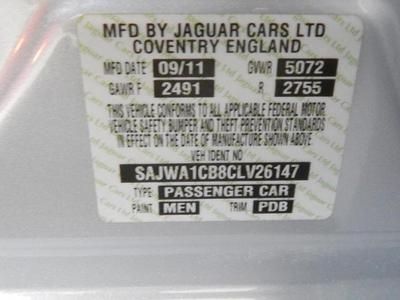 MFD BY JAGUAR CARS LTD
COVENTRY ENGLAND
MFD DATE 09/11 GVWR 5072
GAWR F 2491 R 2755
THIS VEHICLE CONFORMS TO ALL APPLICABLE FEDERAL MOTOR
VEHICLE SAFETY BUMPER AND THEFT PREVENTION STANDARDS
IN EFFECT ON THE DATE OF MANUFACTURE SHOWN ABOVE.
VEH IDENT NO
SAJWA1CB8CLV26147
TYPE PASSENGER CAR
PAINT MEN TRIM PDB